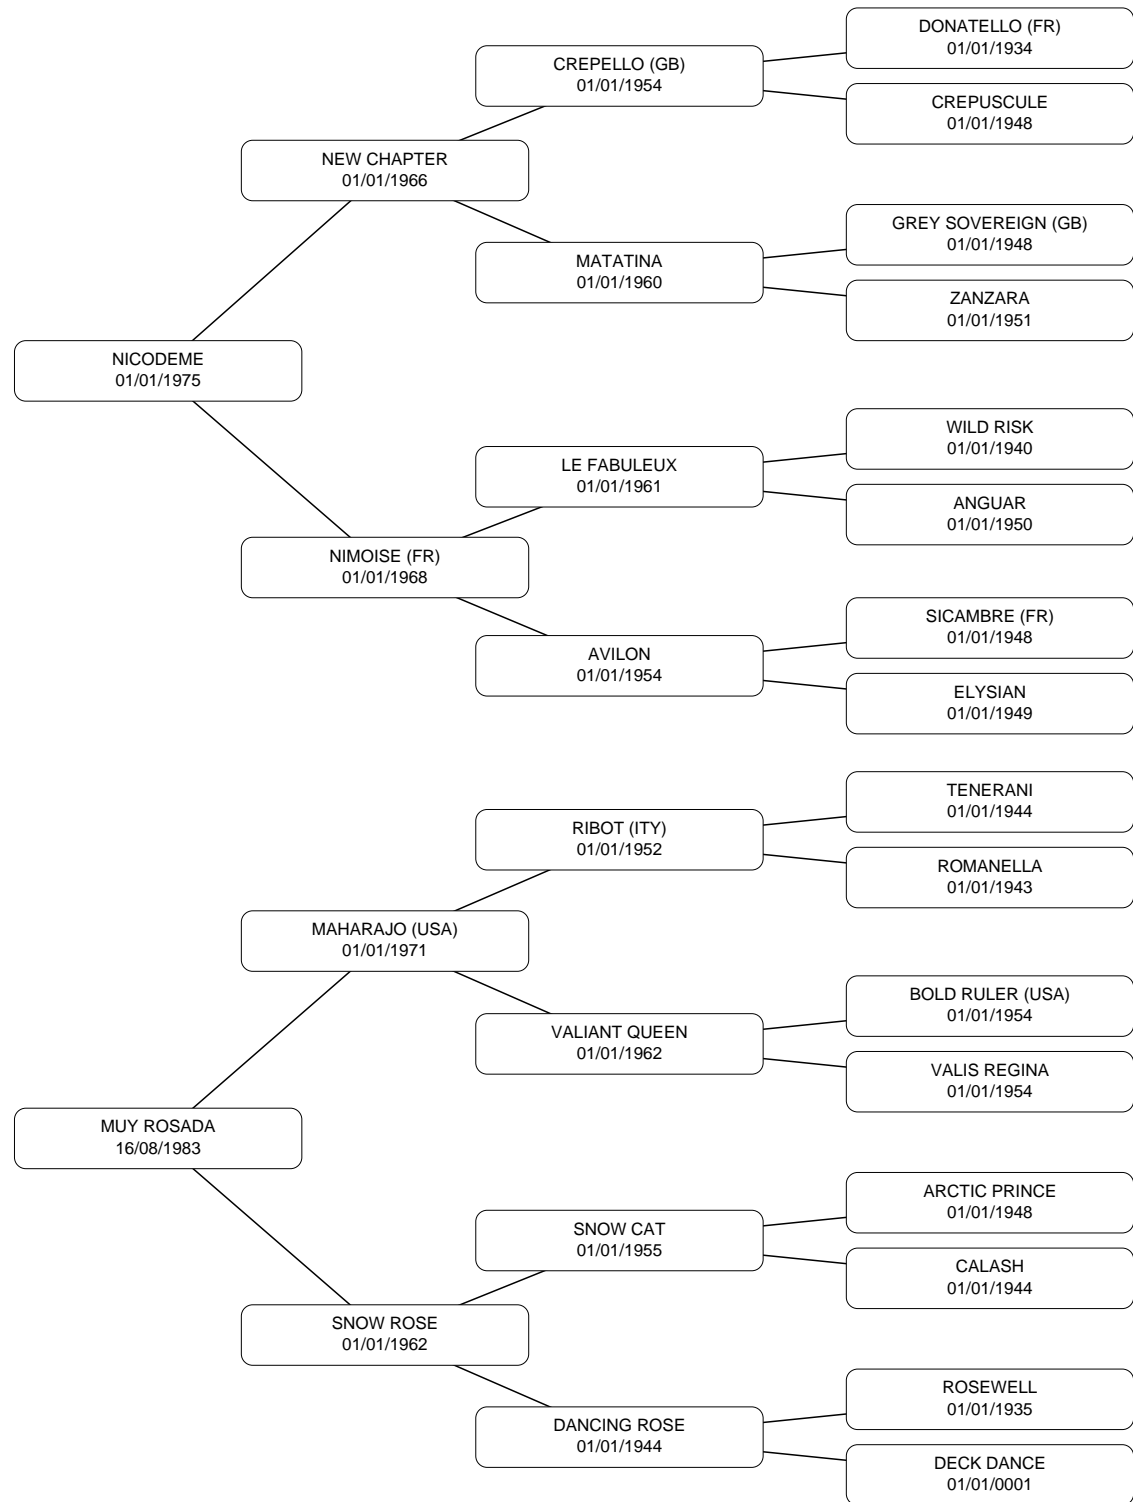 DONATELLO (FR)
01/01/1934
CREPELLO (GB)
01/01/1954
CREPUSCULE
01/01/1948
NEW CHAPTER
01/01/1966
GREY SOVEREIGN (GB)
01/01/1948
MATATINA
01/01/1960
ZANZARA
01/01/1951
NICODEME
01/01/1975
WILD RISK
01/01/1940
LE FABULEUX
01/01/1961
ANGUAR
01/01/1950
NIMOISE (FR)
01/01/1968
SICAMBRE (FR)
01/01/1948
AVILON
01/01/1954
ELYSIAN
01/01/1949
TENERANI
01/01/1944
RIBOT (ITY)
01/01/1952
ROMANELLA
01/01/1943
MAHARAJO (USA)
01/01/1971
BOLD RULER (USA)
01/01/1954
VALIANT QUEEN
01/01/1962
VALIS REGINA
01/01/1954
MUY ROSADA
16/08/1983
ARCTIC PRINCE
01/01/1948
SNOW CAT
01/01/1955
CALASH
01/01/1944
SNOW ROSE
01/01/1962
ROSEWELL
01/01/1935
DANCING ROSE
01/01/1944
DECK DANCE
01/01/0001